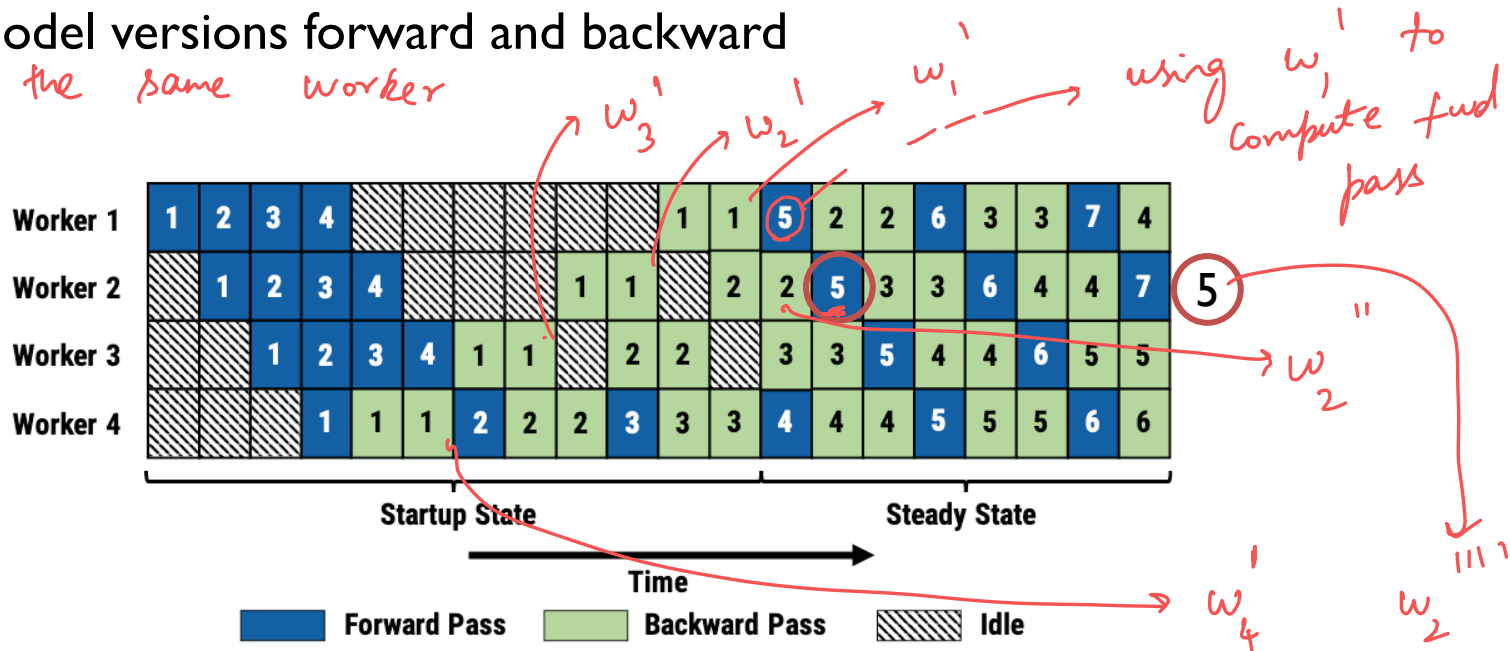 odel versions forward and backward
the same worker
w3' w2' w1' using w1' to
compute fwd
pass
Worker 1 1 2 3 4 1 1 5 2 2 6 3 3 7 4
Worker 2 1 2 3 4 1 1 2 2 5 3 3 6 4 4 7 5
Worker 3 1 2 3 4 1 1 2 2 3 3 5 4 4 6 5 5
w2''
Worker 4 1 1 1 2 2 2 3 3 3 4 4 4 5 5 5 6 6
Startup State Steady State
Time
w4' w2''''
Forward Pass Backward Pass Idle